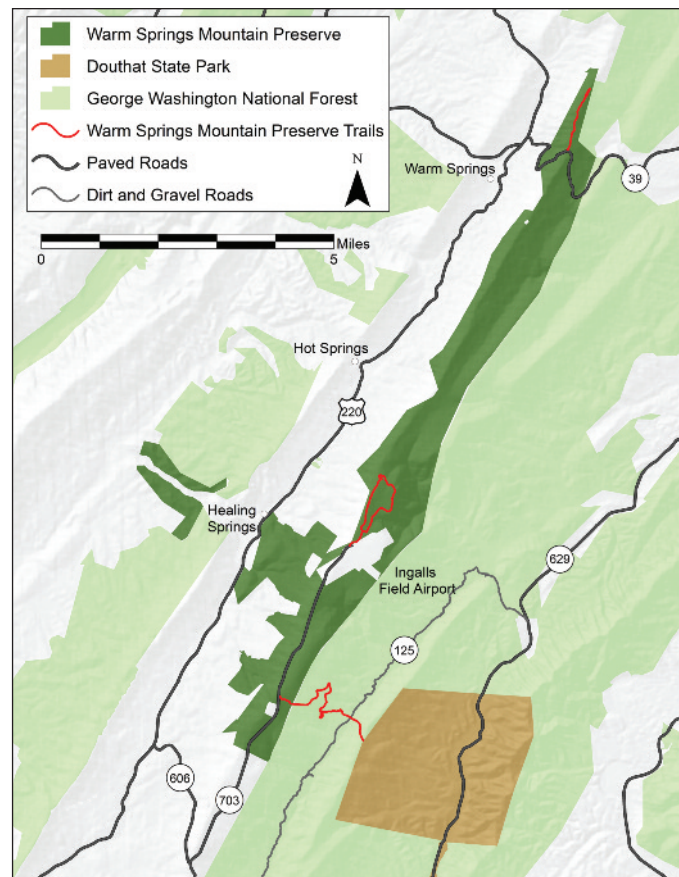 Warm Springs Mountain Preserve
Douthat State Park
George Washington National Forest
Warm Springs Mountain Preserve Trails
Paved Roads
Dirt and Gravel Roads
N
Warm Springs
39
Miles
0
5
Hot Springs
220
Healing
Springs
Ingalls
Field Airport
629
125
606
703